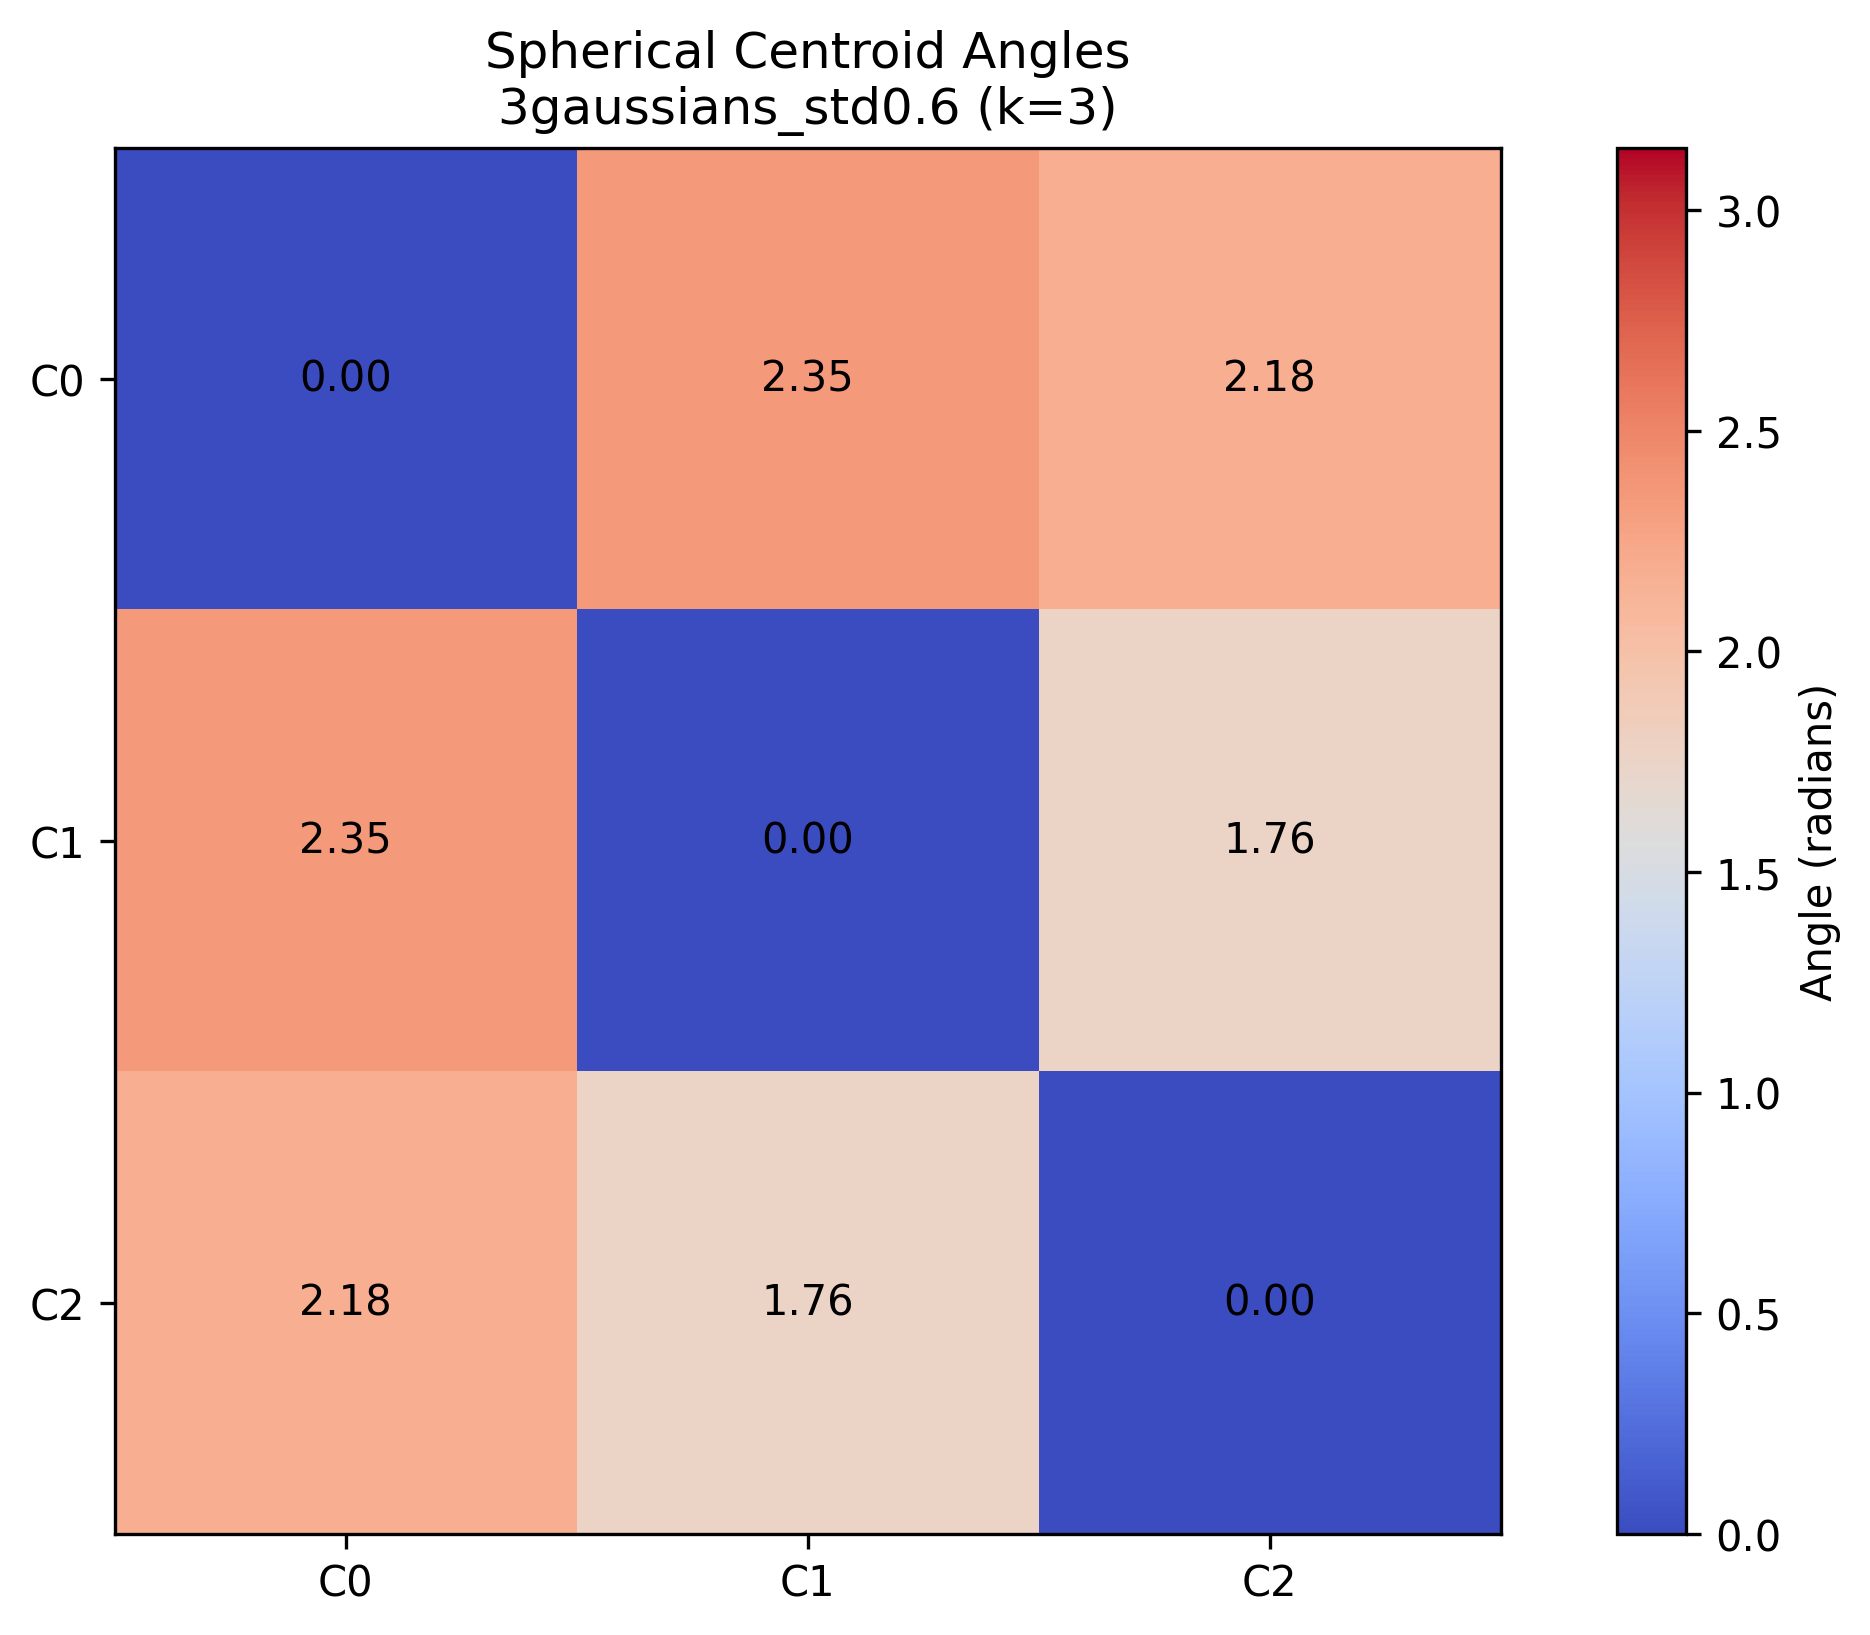 Spherical Centroid Angles
3gaussians_std0.6 (k=3)
C0
0.00
2.35
2.18
C1
2.35
0.00
1.76
C2
2.18
1.76
0.00
C0
C1
C2
3.0
2.5
2.0
1.5
1.0
0.5
0.0
Angle (radians)